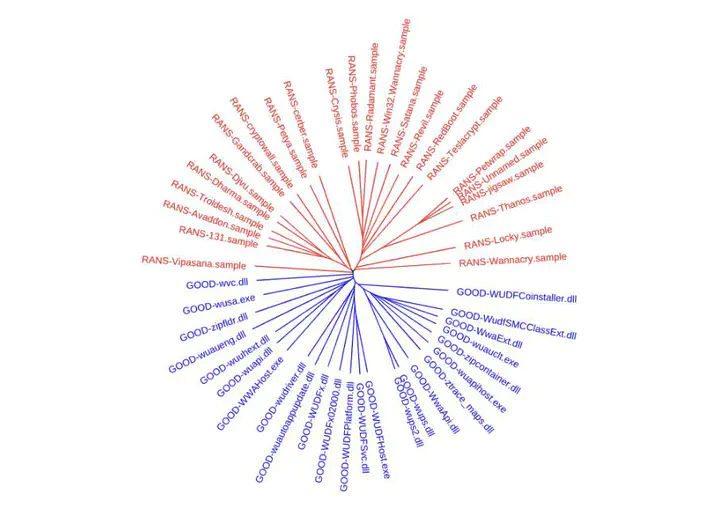 RANS-Vipasana.sample
RANS-131.sample
RANS-Avaddon.sample
RANS-Troldesh.sample
RANS-Dharma.sample
RANS-Djvu.sample
RANS-Gandcrab.sample
RANS-cryptowall.sample
RANS-Petya.sample
RANS-cerber.sample
RANS-Crysis.sample
RANS-Phobos.sample
RANS-Radamant.sample
RANS-Win32.Wannacry.sample
RANS-Satana.sample
RANS-Revil.sample
RANS-RedBoot.sample
RANS-Teslacrypt.sample
RANS-Petwrap.sample
RANS-Unnamed.sample
RANS-jigsaw.sample
RANS-Thanos.sample
RANS-Locky.sample
RANS-Wannacry.sample
GOOD-WUDFCoinstaller.dll
GOOD-WudfSMCClassExt.dll
GOOD-WwaExt.dll
GOOD-wuauclt.exe
GOOD-zipcontainer.dll
GOOD-wuapihost.exe
GOOD-ztrace_maps.dll
GOOD-WwaApi.dll
GOOD-wups.dll
GOOD-wups2.dll
GOOD-WUDFHost.exe
GOOD-WUDFSvc.dll
GOOD-WUDFPlatform.dll
GOOD-WUDFx02000.dll
GOOD-WUDFx.dll
GOOD-wuautoappupdate.dll
GOOD-wudriver.dll
GOOD-WWAHost.exe
GOOD-wuapi.dll
GOOD-wuuhext.dll
GOOD-wuaueng.dll
GOOD-zipfldr.dll
GOOD-wusa.exe
GOOD-wvc.dll